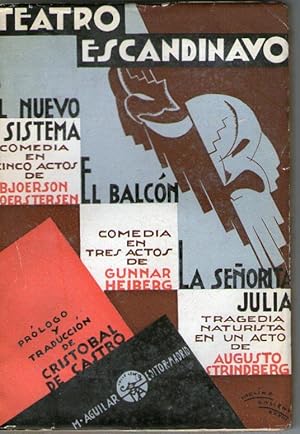 TEATRO
ESCANDINAVO
L NUEVO
SISTEMA
COMEDIA
EN
CINCO ACTOS
DE
BJOERSON
OERSTERSEN
EL BALCÓN
COMEDIA
EN
TRES ACTOS
DE
GUNNAR
HEIBERG
LA SEÑORITA
JULIA
TRAGEDIA
NATURISTA
EN UN ACTO
DE
AUGUSTO
STRINDBERG
PRÓLOGO
Y
TRADUCCIÓN
DE
CRISTOBAL
DE CASTRO
M. AGUILAR EDITOR-MADRID